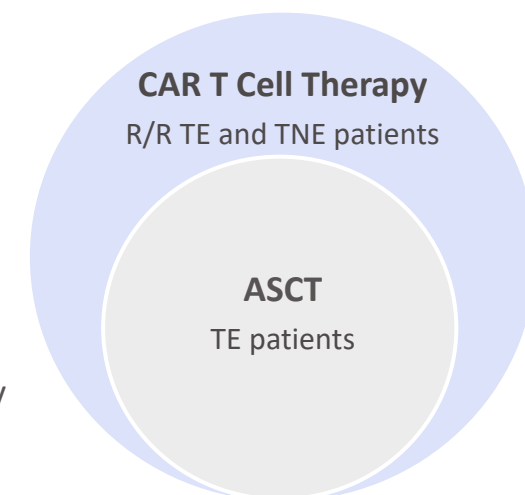 CAR T Cell Therapy
R/R TE and TNE patients
ASCT
TE patients
y